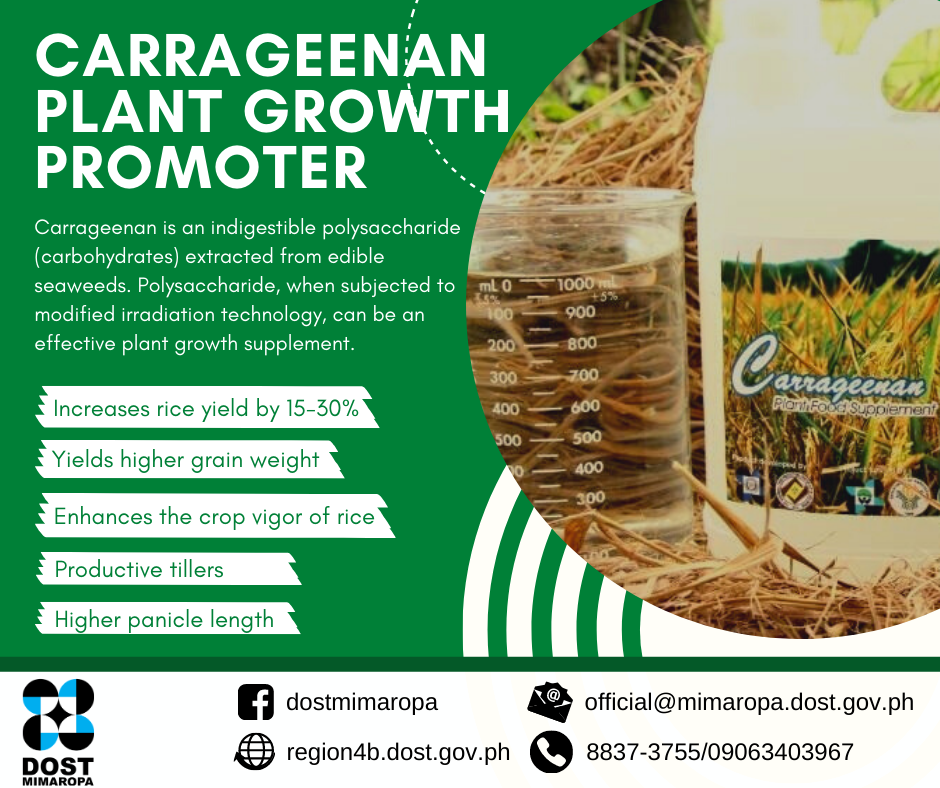 CARRAGEENAN
PLANT GROWTH
PROMOTER
Carrageenan is an indigestible polysaccharide
(carbohydrates) extracted from edible
seaweeds. Polysaccharide, when subjected to
modified irradiation technology, can be an
effective plant growth supplement.
Increases rice yield by 15-30%
Yields higher grain weight
Enhances the crop vigor of rice
Productive tillers
Higher panicle length
mL 0 1000 mL
±5%
100 900
200 800
300 700
400 600
500 500
400
300
Carrageenan
Plant Food Supplement
Product developed by
DOST
MIMAROPA
dostmimaropa
official@mimaropa.dost.gov.ph
region4b.dost.gov.ph
8837-3755/09063403967